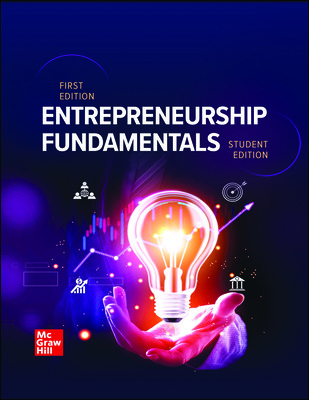 FIRST
EDITION
ENTREPRENEURSHIP
FUNDAMENTALS
STUDENT
EDITION
Mc
Graw
Hill